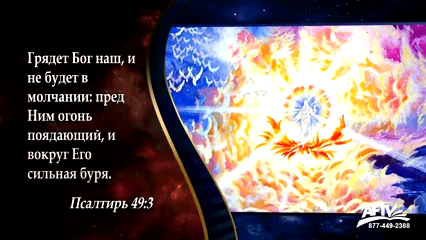 Грядет Бог наш, и
не будет в
молчании: пред
Ним огонь
поядающий, и
вокруг Его
сильная буря.
Псалтирь 49:3
AFTV
877-449-2388